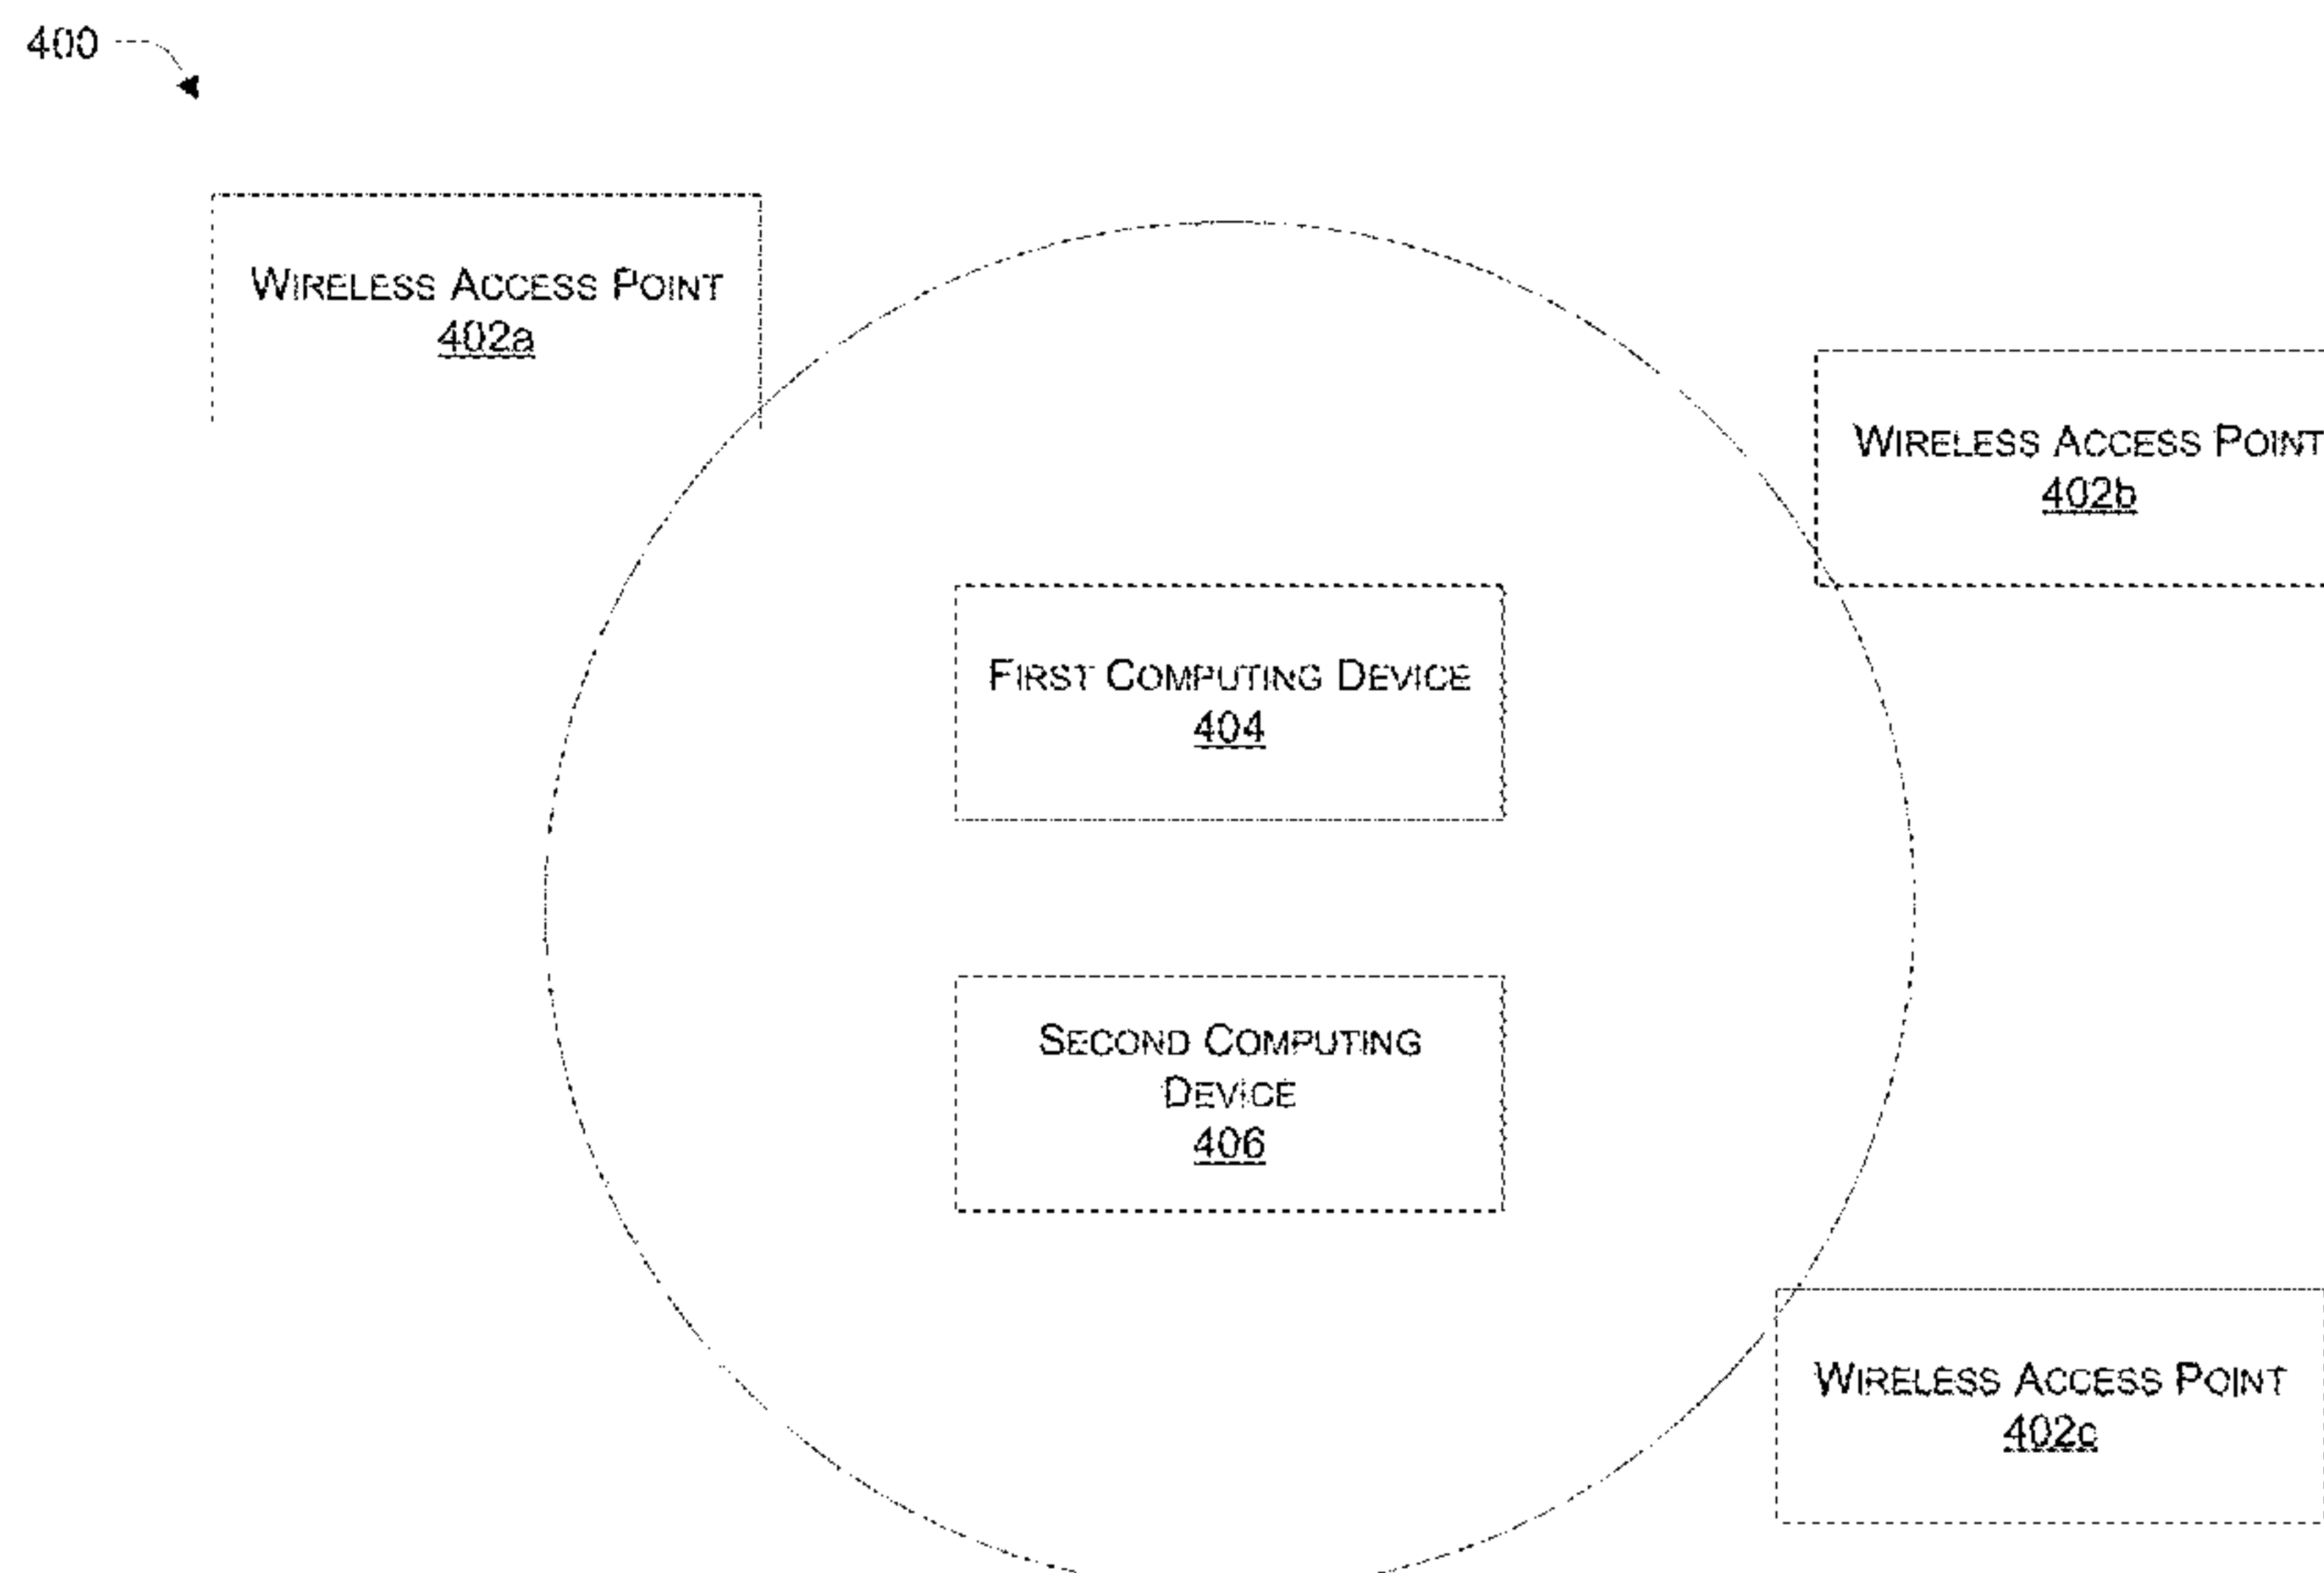 400
WIRELESS ACCESS POINT
402a
WIRELESS ACCESS POINT
402b
FIRST COMPUTING DEVICE
404
SECOND COMPUTING
DEVICE
406
WIRELESS ACCESS POINT
402c